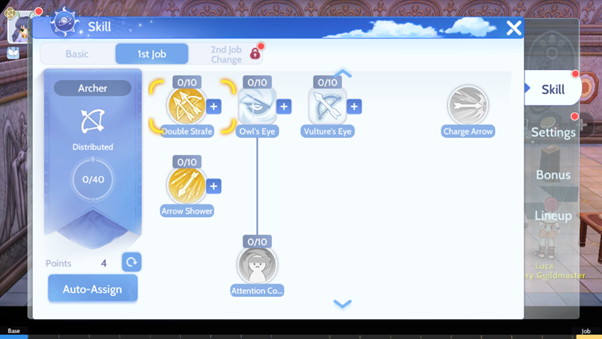 Skill
Basic
1st Job
2nd Job
Change
Archer
Distributed
0/40
Points 4
Auto-Assign
0/10
0/10
0/10
Double Strafe
Owl's Eye
Vulture's Eye
Charge Arrow
0/10
Arrow Shower
0/10
Attention Co...
Skill
Settings
Bonus
Lineup
Luca
Guildmaster
Base
Job